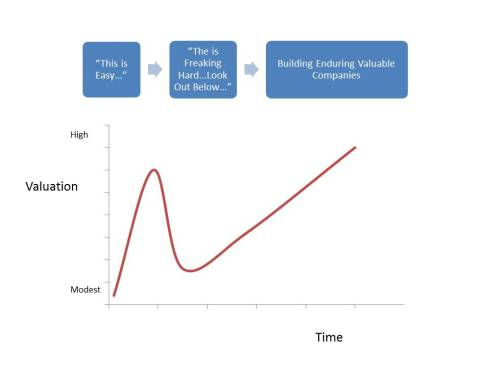 “This is
Easy…”
“The is
Freaking
Hard…Look
Out Below…”
Building Enduring Valuable
Companies
High
Valuation
Modest
Time